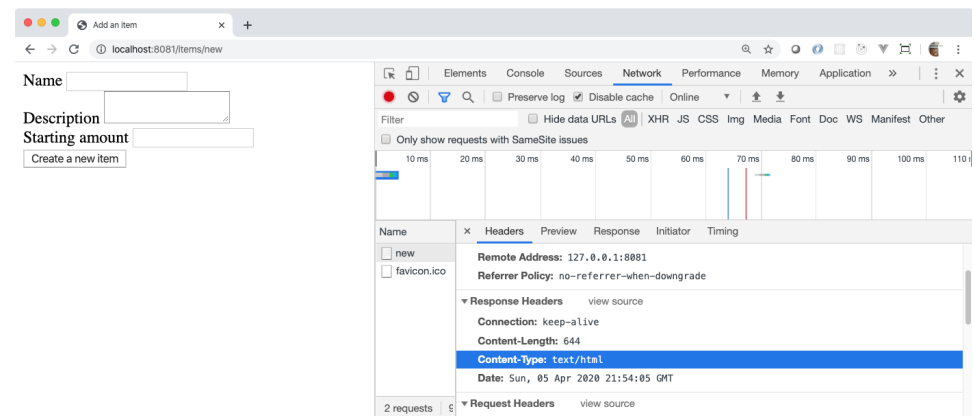 Add an item
localhost:8081/items/new
Name
Description
Starting amount
Create a new item
Elements Console Sources Network Performance Memory Application »
Preserve log Disable cache Online
Filter Hide data URLs All XHR JS CSS Img Media Font Doc WS Manifest Other
Only show requests with SameSite issues
10 ms 20 ms 30 ms 40 ms 50 ms 60 ms 70 ms 80 ms 90 ms 100 ms 110
Name × Headers Preview Response Initiator Timing
new
favicon.ico
Remote Address: 127.0.0.1:8081
Referrer Policy: no-referrer-when-downgrade
Response Headers view source
Connection: keep-alive
Content-Length: 644
Content-Type: text/html
Date: Sun, 05 Apr 2020 21:54:05 GMT
2 requests 9 Request Headers view source